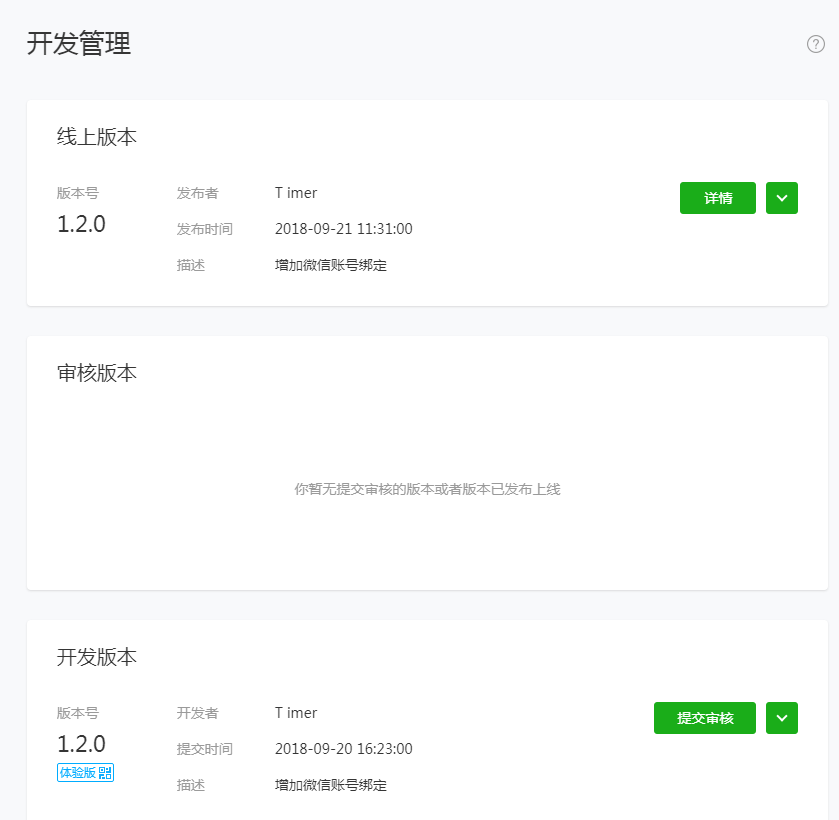 开发管理
?
线上版本
版本号 发布者 T imer 详情
1.2.0
发布时间 2018-09-21 11:31:00
描述 增加微信账号绑定
审核版本
你暂无提交审核的版本或者版本已发布上线
开发版本
版本号 开发者 T imer 提交审核
1.2.0
提交时间 2018-09-20 16:23:00
体验版
描述 增加微信账号绑定